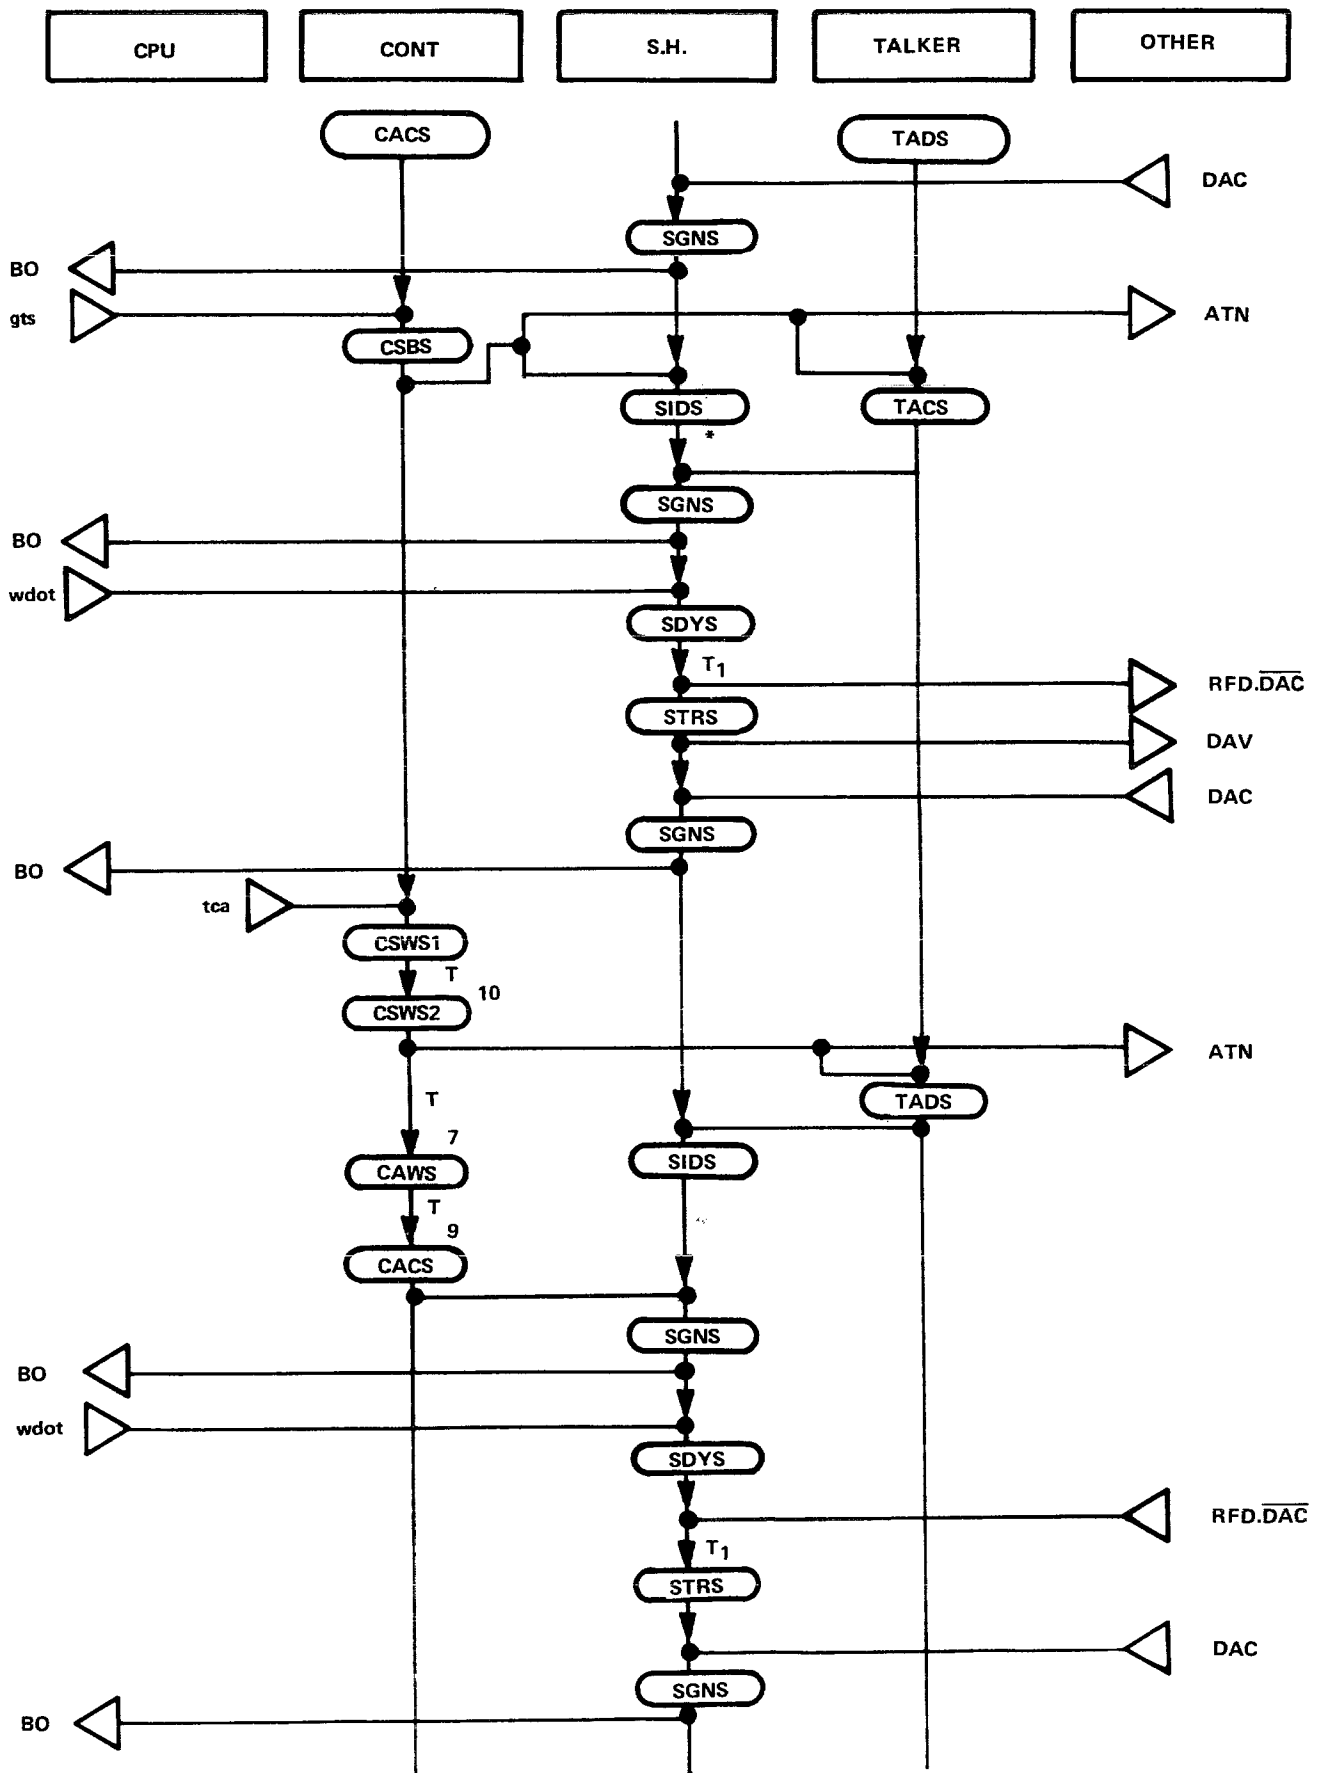 CPU CONT S.H. TALKER OTHER
CACS TADS
DAC
SGNS
BO
gts ATN
CSBS
SIDS TACS
*
SGNS
BO
wdot
SDYS
T1
RFD.D̅A̅C̅
STRS
DAV
DAC
SGNS
BO
tca
CSWS1
T
10
CSWS2
ATN
T TADS
7
CAWS SIDS
T
9
CACS
SGNS
BO
wdot
SDYS
RFD.D̅A̅C̅
T1
STRS
DAC
SGNS
BO